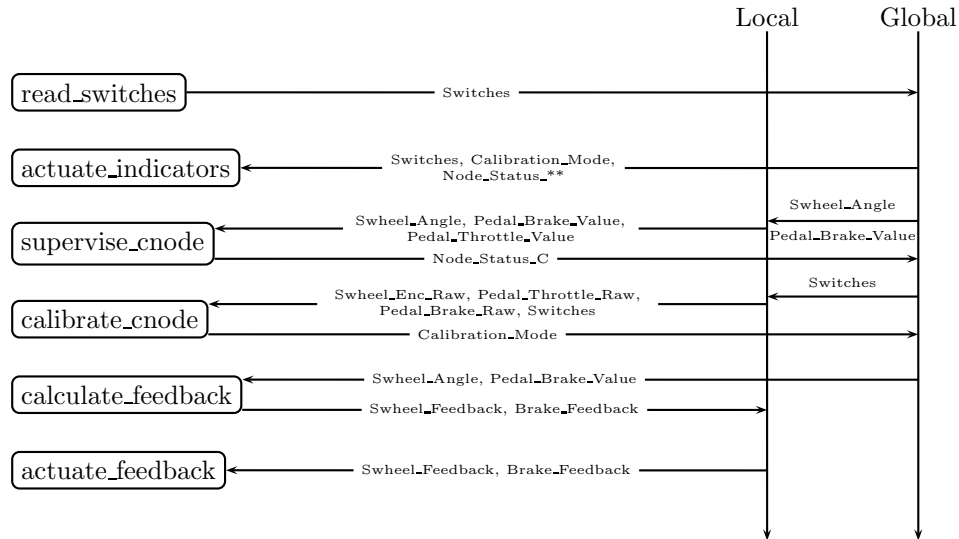 Local Global
read_switches Switches
Switches, Calibration_Mode,
actuate_indicators
Node_Status_**
Swheel_Angle
Swheel_Angle, Pedal_Brake_Value,
Pedal_Brake_Value
supervise_cnode
Pedal_Throttle_Value
Node_Status_C
Switches
Swheel_Enc_Raw, Pedal_Throttle_Raw,
Pedal_Brake_Raw, Switches
calibrate_cnode
Calibration_Mode
Swheel_Angle, Pedal_Brake_Value
calculate_feedback
Swheel_Feedback, Brake_Feedback
actuate_feedback Swheel_Feedback, Brake_Feedback